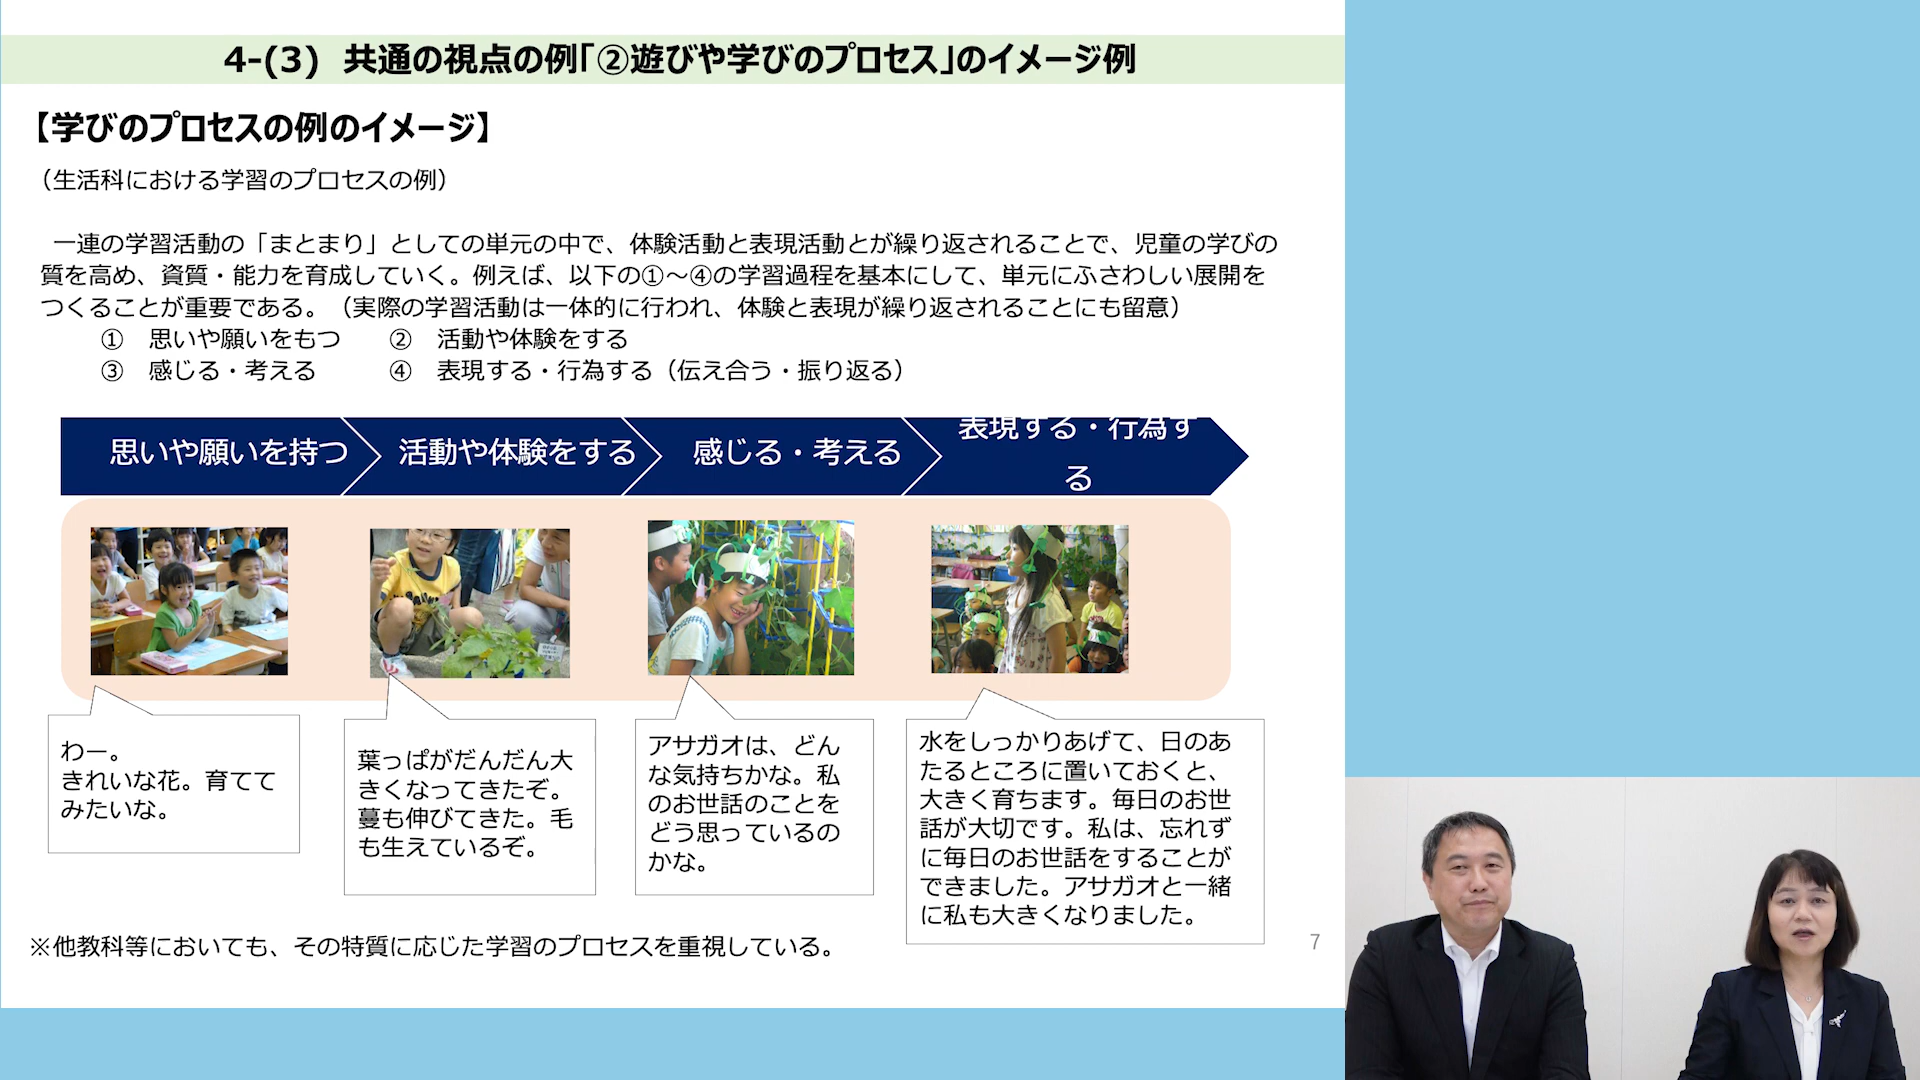 4-(3) 共通の視点の例「②遊びや学びのプロセス」のイメージ例
【学びのプロセスの例のイメージ】
（生活科における学習のプロセスの例）
一連の学習活動の「まとまり」としての単元の中で、体験活動と表現活動とが繰り返されることで、児童の学びの
質を高め、資質・能力を育成していく。例えば、以下の①～④の学習過程を基本にして、単元にふさわしい展開を
つくることが重要である。（実際の学習活動は一体的に行われ、体験と表現が繰り返されることにも留意）
① 思いや願いをもつ ② 活動や体験をする
③ 感じる・考える ④ 表現する・行為する（伝え合う・振り返る）
思いや願いを持つ
活動や体験をする
感じる・考える
表現する・行為す
る
わー。
きれいな花。育てて
みたいな。
葉っぱがだんだん大
きくなってきたぞ。
蔓も伸びてきた。毛
も生えているぞ。
アサガオは、どん
な気持ちかな。私
のお世話のことを
どう思っているの
かな。
水をしっかりあげて、日のあ
たるところに置いておくと、
大きく育ちます。毎日のお世
話が大切です。私は、忘れず
に毎日のお世話をすることが
できました。アサガオと一緒
に私も大きくなりました。
※他教科等においても、その特質に応じた学習のプロセスを重視している。
7